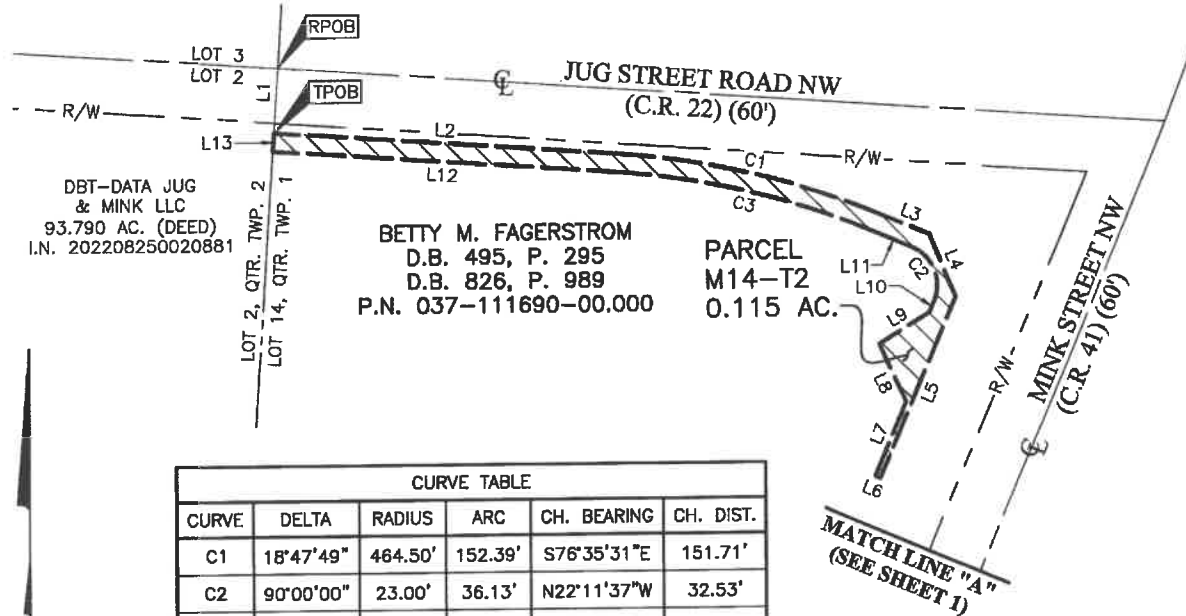 RPOB
LOT 3
LOT 2
L1
TPOB
R/W
L13
L2
L12
℄
JUG STREET ROAD NW
(C.R. 22) (60')
C1
C3
R/W
L3
L4
L11
C2
L10
L9
L8
L5
L7
L6
DBT-DATA JUG
& MINK LLC
93.790 AC. (DEED)
I.N. 202208250020881
LOT 2, QTR. TWP. 2
LOT 14, QTR. TWP. 1
BETTY M. FAGERSTROM
D.B. 495, P. 295
D.B. 826, P. 989
P.N. 037-111690-00.000
PARCEL
M14-T2
0.115 AC.
R/W
MINK STREET NW
(C.R. 41) (60')
℄
MATCH LINE "A"
(SEE SHEET 1)
CURVE TABLE
CURVE DELTA RADIUS ARC CH. BEARING CH. DIST.
C1 18°47'49" 464.50' 152.39' S76°35'31"E 151.71'
C2 90°00'00" 23.00' 36.13' N22°11'37"W 32.53'